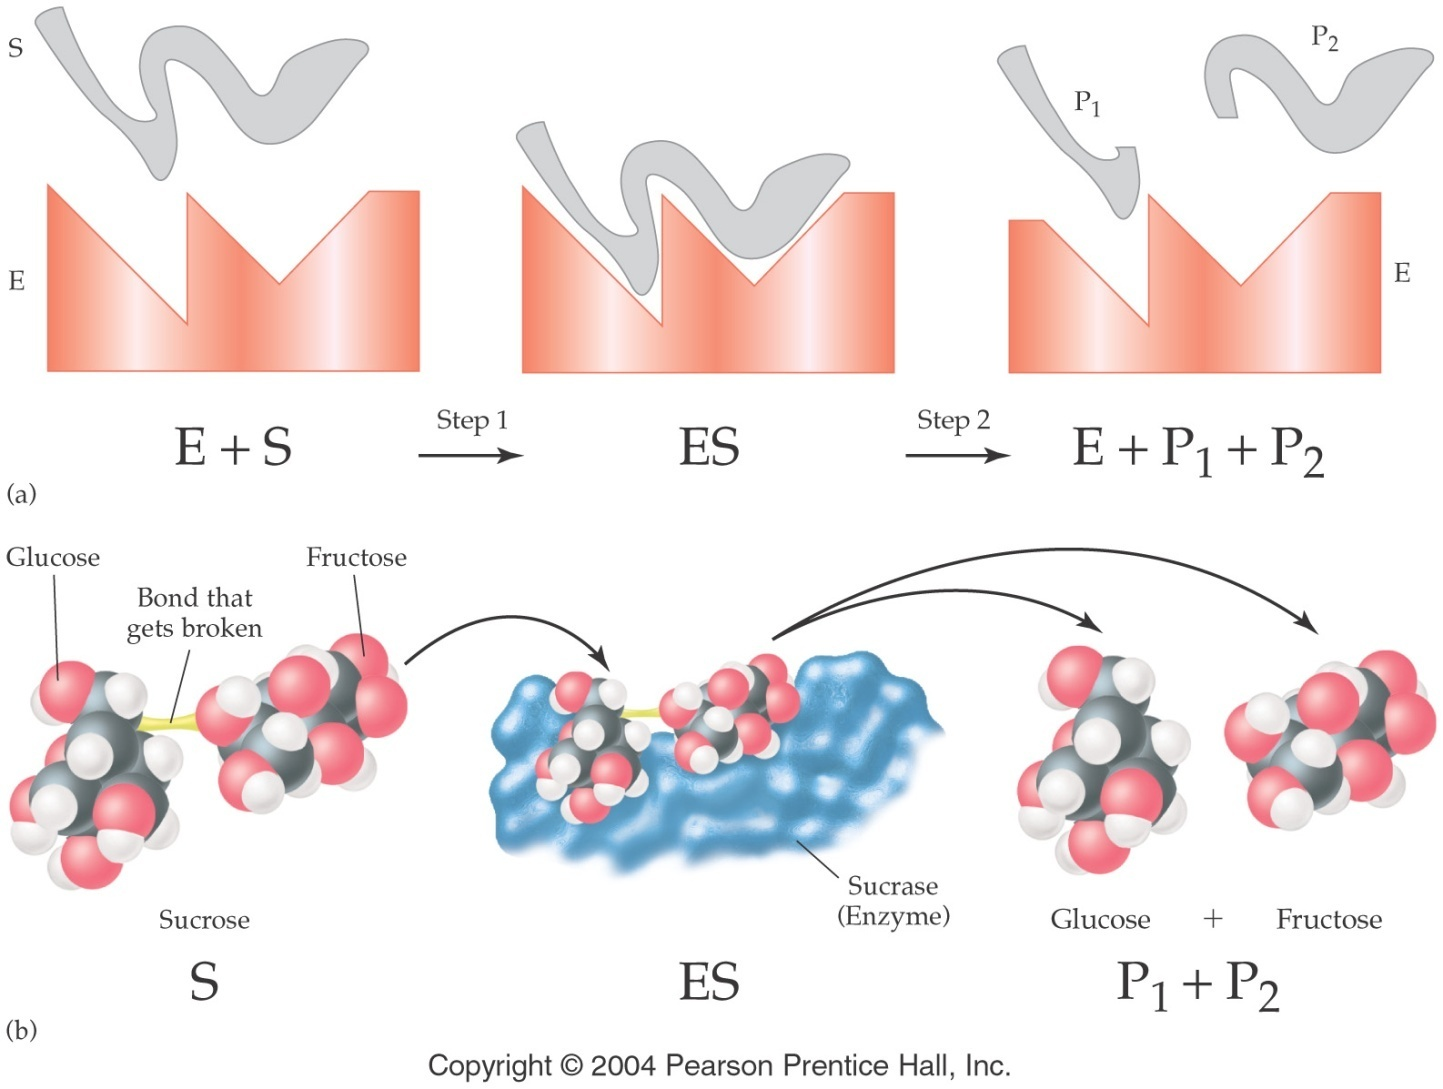 S
P₁
P₂
E
E
Step 1
Step 2
E + S
ES
E + P₁ + P₂
(a)
Glucose
Fructose
Bond that
gets broken
Sucrase
(Enzyme)
Sucrose
Glucose + Fructose
S
ES
P₁ + P₂
(b)
Copyright © 2004 Pearson Prentice Hall, Inc.